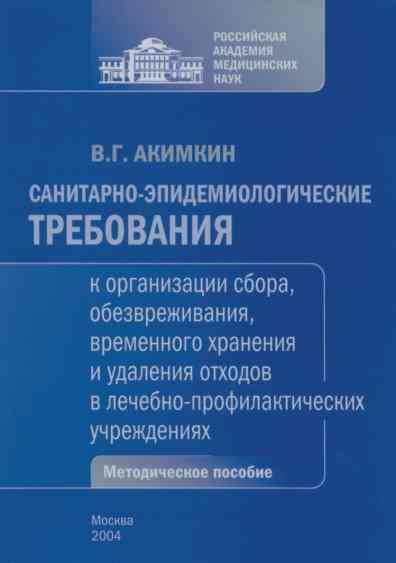 РОССИЙСКАЯ
АКАДЕМИЯ
МЕДИЦИНСКИХ
НАУК
В.Г. АКИМКИН
САНИТАРНО-ЭПИДЕМИОЛОГИЧЕСКИЕ
ТРЕБОВАНИЯ
к организации сбора,
обезвреживания,
временного хранения
и удаления отходов
в лечебно-профилактических
учреждениях
Методическое пособие
Москва
2004